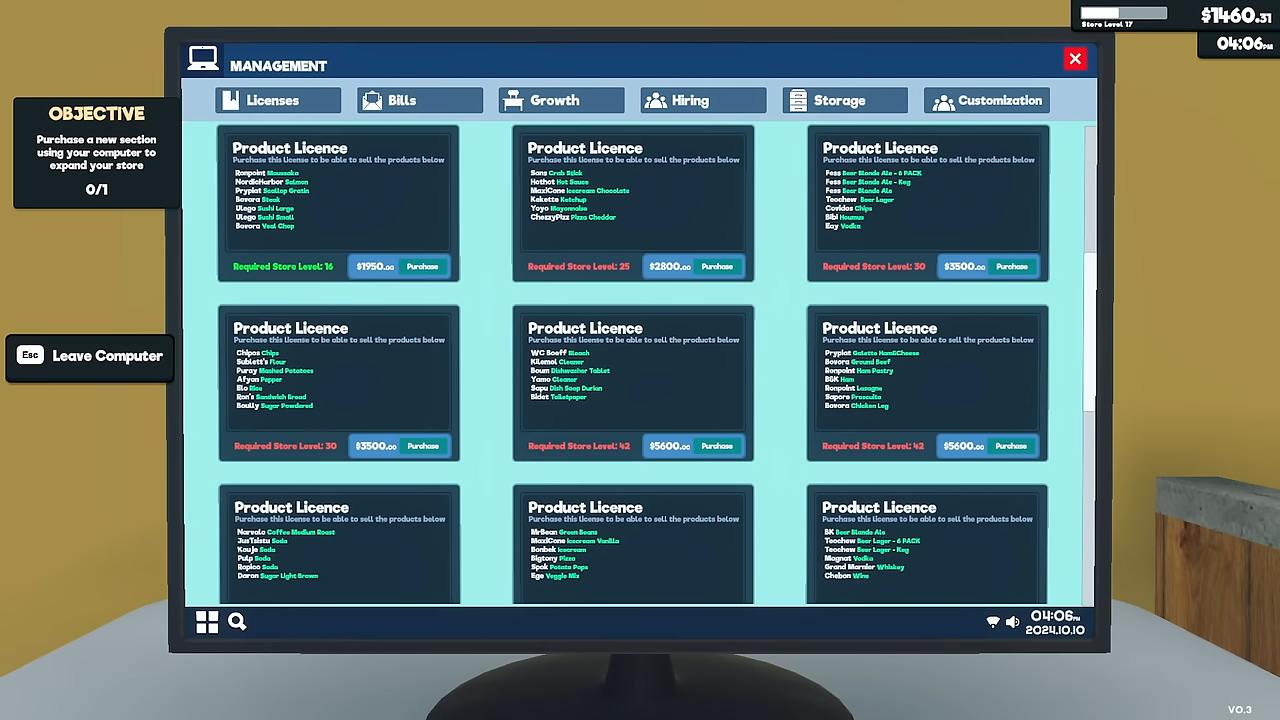 $1460.31
Store Level 17
04:06PM
MANAGEMENT
Licenses
Bills
Growth
Hiring
Storage
Customization
OBJECTIVE
Purchase a new section
using your computer to
expand your store
0/1
Esc
Leave Computer
Product Licence
Purchase this license to be able to sell the products below
Ronpoint Moussaka
NordicHarbor Salmon
Prypiat Scallop Gratin
Bovora Steak
Ulego Sushi Large
Ulego Sushi Small
Bovora Veal Chop
Required Store Level: 16
$1950.00
Purchase
Product Licence
Purchase this license to be able to sell the products below
Sans Crab Stick
Hothot Hot Sauce
MaxiCone Icecream Chocolate
Kekette Ketchup
Yoyo Mayonnaise
ChezzyPizz Pizza Cheddar
Required Store Level: 25
$2800.00
Purchase
Product Licence
Purchase this license to be able to sell the products below
Fess Beer Blonde Ale - 6 PACK
Fess Beer Blonde Ale - Keg
Fess Beer Blonde Ale
Teachew Beer Lager
Covidos Chips
Bibi Houmus
Eay Vodka
Required Store Level: 30
$3500.00
Purchase
Product Licence
Purchase this license to be able to sell the products below
Chipos Chips
Sublett's Flour
Puray Mashed Potatoes
Afyan Pepper
Elo Rice
Ron's Sandwich Bread
Baully Sugar Powdered
Required Store Level: 30
$3500.00
Purchase
Product Licence
Purchase this license to be able to sell the products below
WC Boeff Bleach
Kilemol Cleaner
Boum Dishwasher Tablet
Yamo Cleaner
Sapu Dish Soap Durian
Bidet Toiletpaper
Required Store Level: 42
$5600.00
Purchase
Product Licence
Purchase this license to be able to sell the products below
Prypiat Galette Ham&Cheese
Bovora Ground Beef
Ronpoint Ham Pastry
BGK Ham
Ronpoint Lasagna
Sapore Proscuito
Bovora Chicken Leg
Required Store Level: 42
$5600.00
Purchase
Product Licence
Purchase this license to be able to sell the products below
Narvalo Coffee Medium Roast
JusTsistu Soda
Kouje Soda
Pulp Soda
Ropico Soda
Daron Sugar Light Brown
Product Licence
Purchase this license to be able to sell the products below
MrBean Green Beans
MaxiCone Icecream Vanilla
Bonbek Icecream
Bigtony Pizza
Spok Potato Pops
Ege Veggie Mix
Product Licence
Purchase this license to be able to sell the products below
BK Beer Blonde Ale
Teachew Beer Lager - 6 PACK
Teachew Beer Lager - Keg
Magnat Vodka
Grand Marnier Whiskey
Chebon Wine
04:06PM
2024.10.10
V0.3